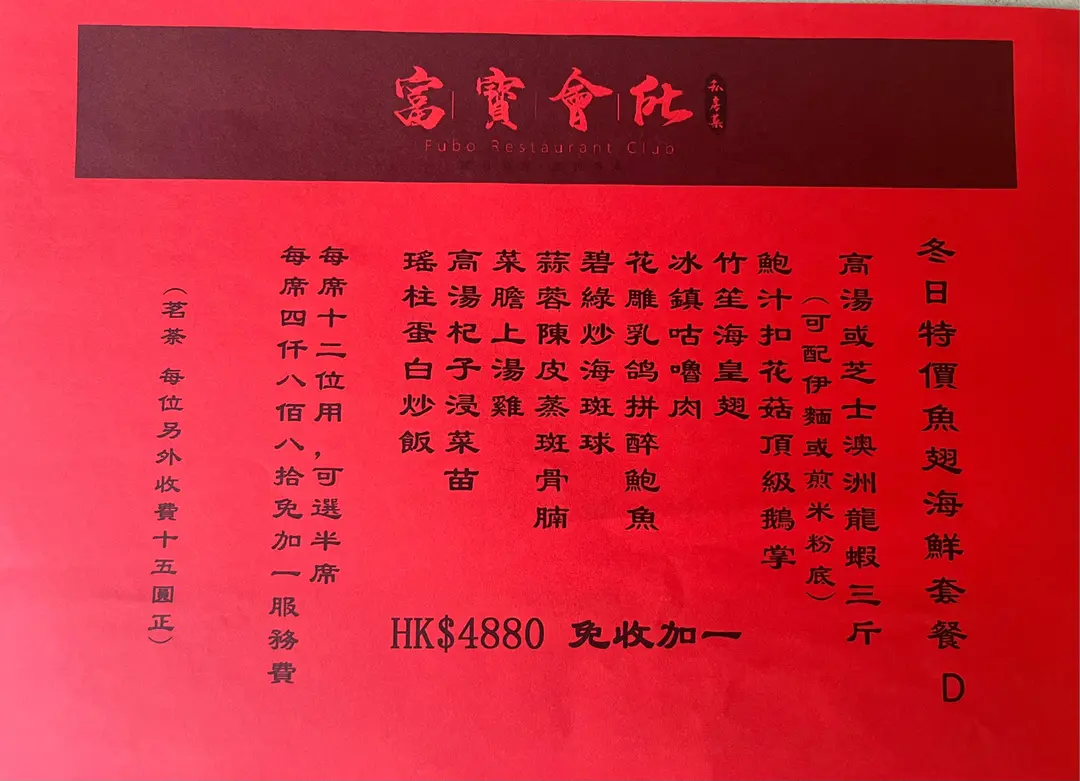 富寶會所
私房菜
Fubo Restaurant Club
冬日特價魚翅海鮮套餐 D
高湯或芝士澳洲龍蝦三斤
（可配伊麵或煎米粉底）
鮑汁扣花菇頂級鵝掌
竹笙海皇翅
冰鎮咕嚕肉
花雕乳鴿拼醉鮑魚
碧綠炒海斑球
蒜蓉陳皮蒸斑骨腩
菜膽上湯雞
高湯杞子浸菜苗
瑤柱蛋白炒飯
HK$4880 免收加一
每席十二位用，可選半席
每席四仟八佰八拾免加一服務費
（茗茶 每位另外收費十五圓正）